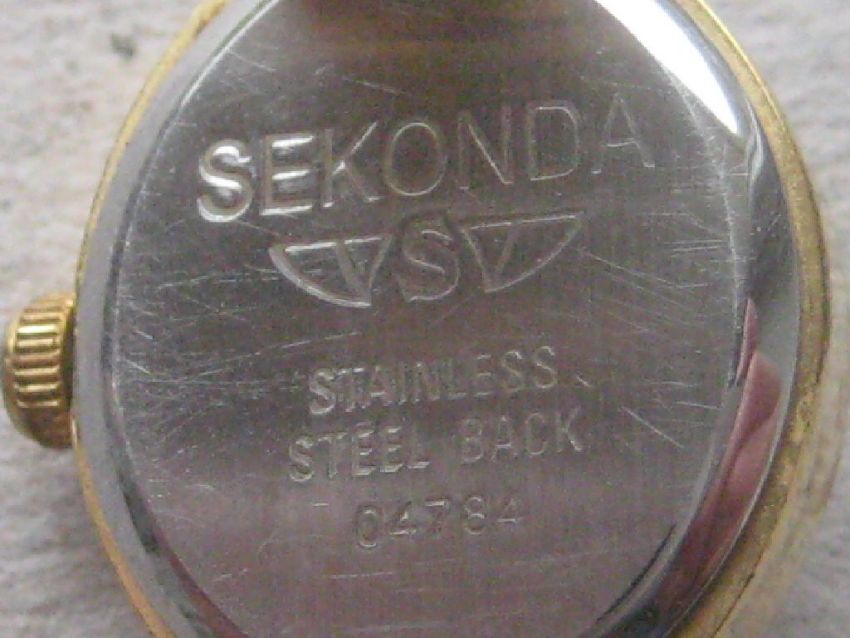 SEKONDA
S
STAINLESS
STEEL BACK
04784